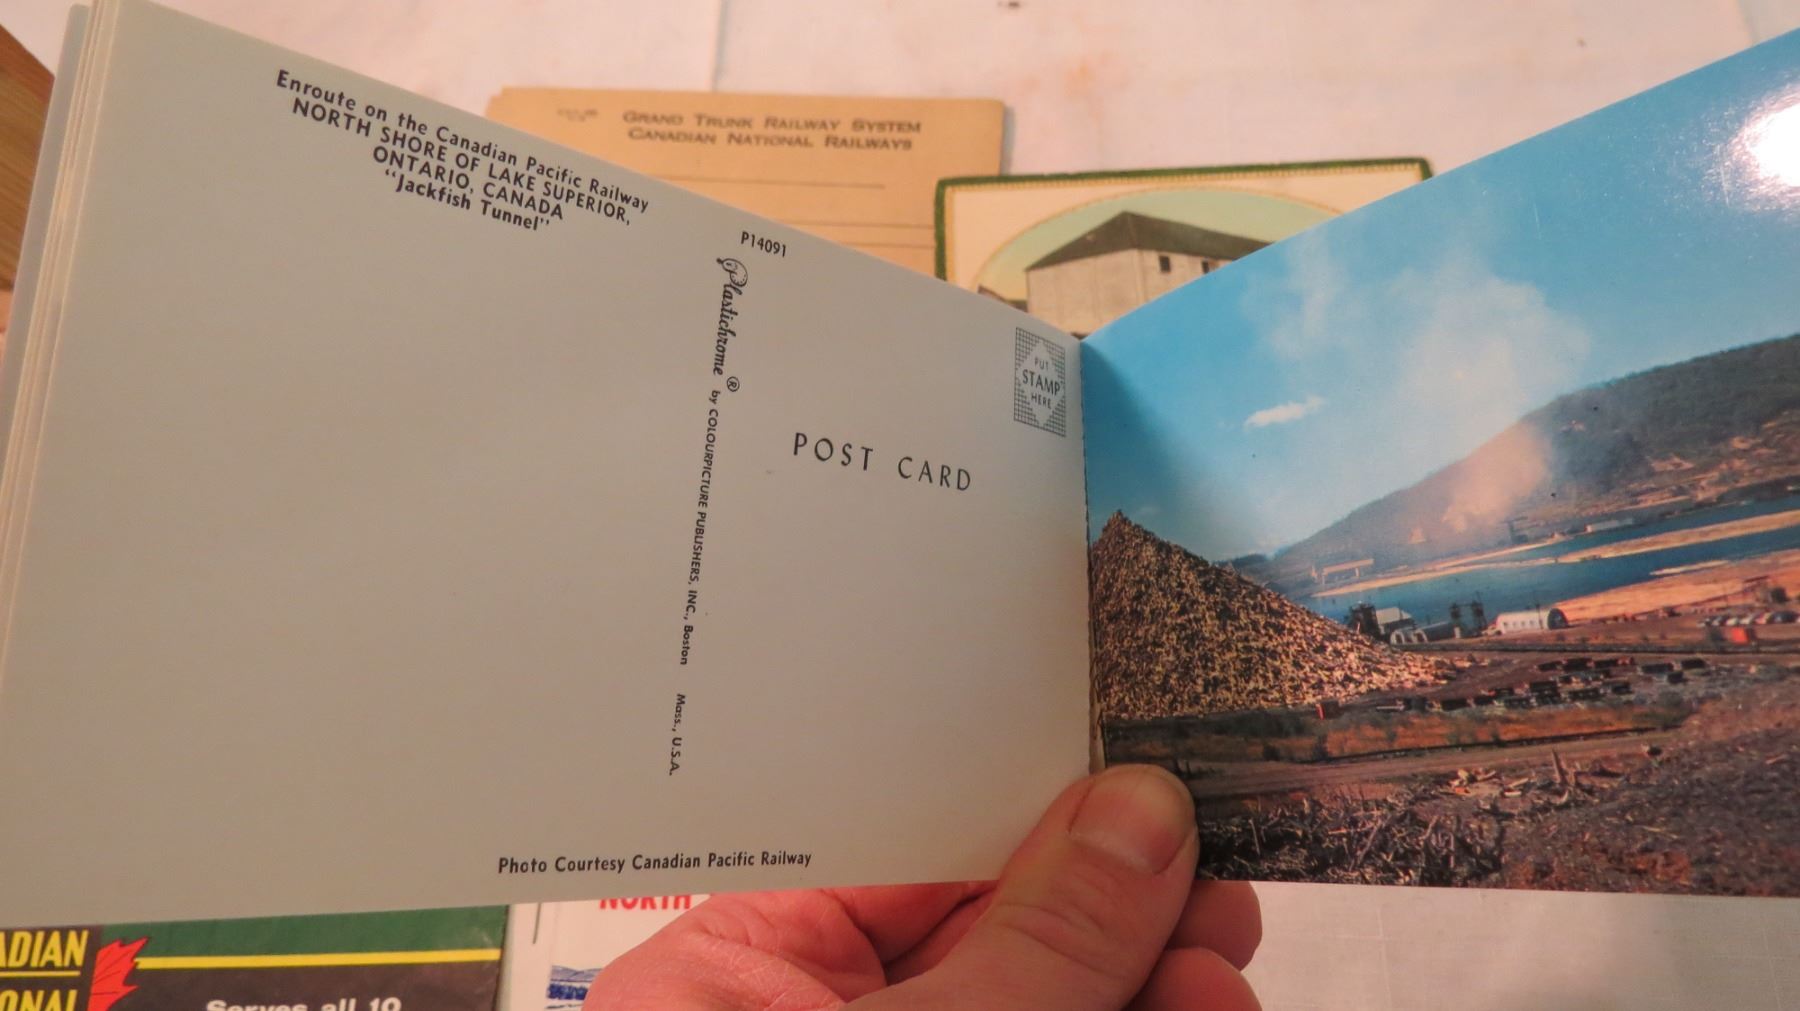 Enroute on the Canadian Pacific Railway
NORTH SHORE OF LAKE SUPERIOR,
ONTARIO, CANADA
"Jackfish Tunnel"
P14091
Plastichrome ® by COLOURPICTURE PUBLISHERS, INC., Boston Mass., U.S.A.
PUT
STAMP
HERE
POST CARD
Photo Courtesy Canadian Pacific Railway
GRAND TRUNK RAILWAY SYSTEM
CANADIAN NATIONAL RAILWAYS
NORTH
ADIAN
IONAL
Serves all 10